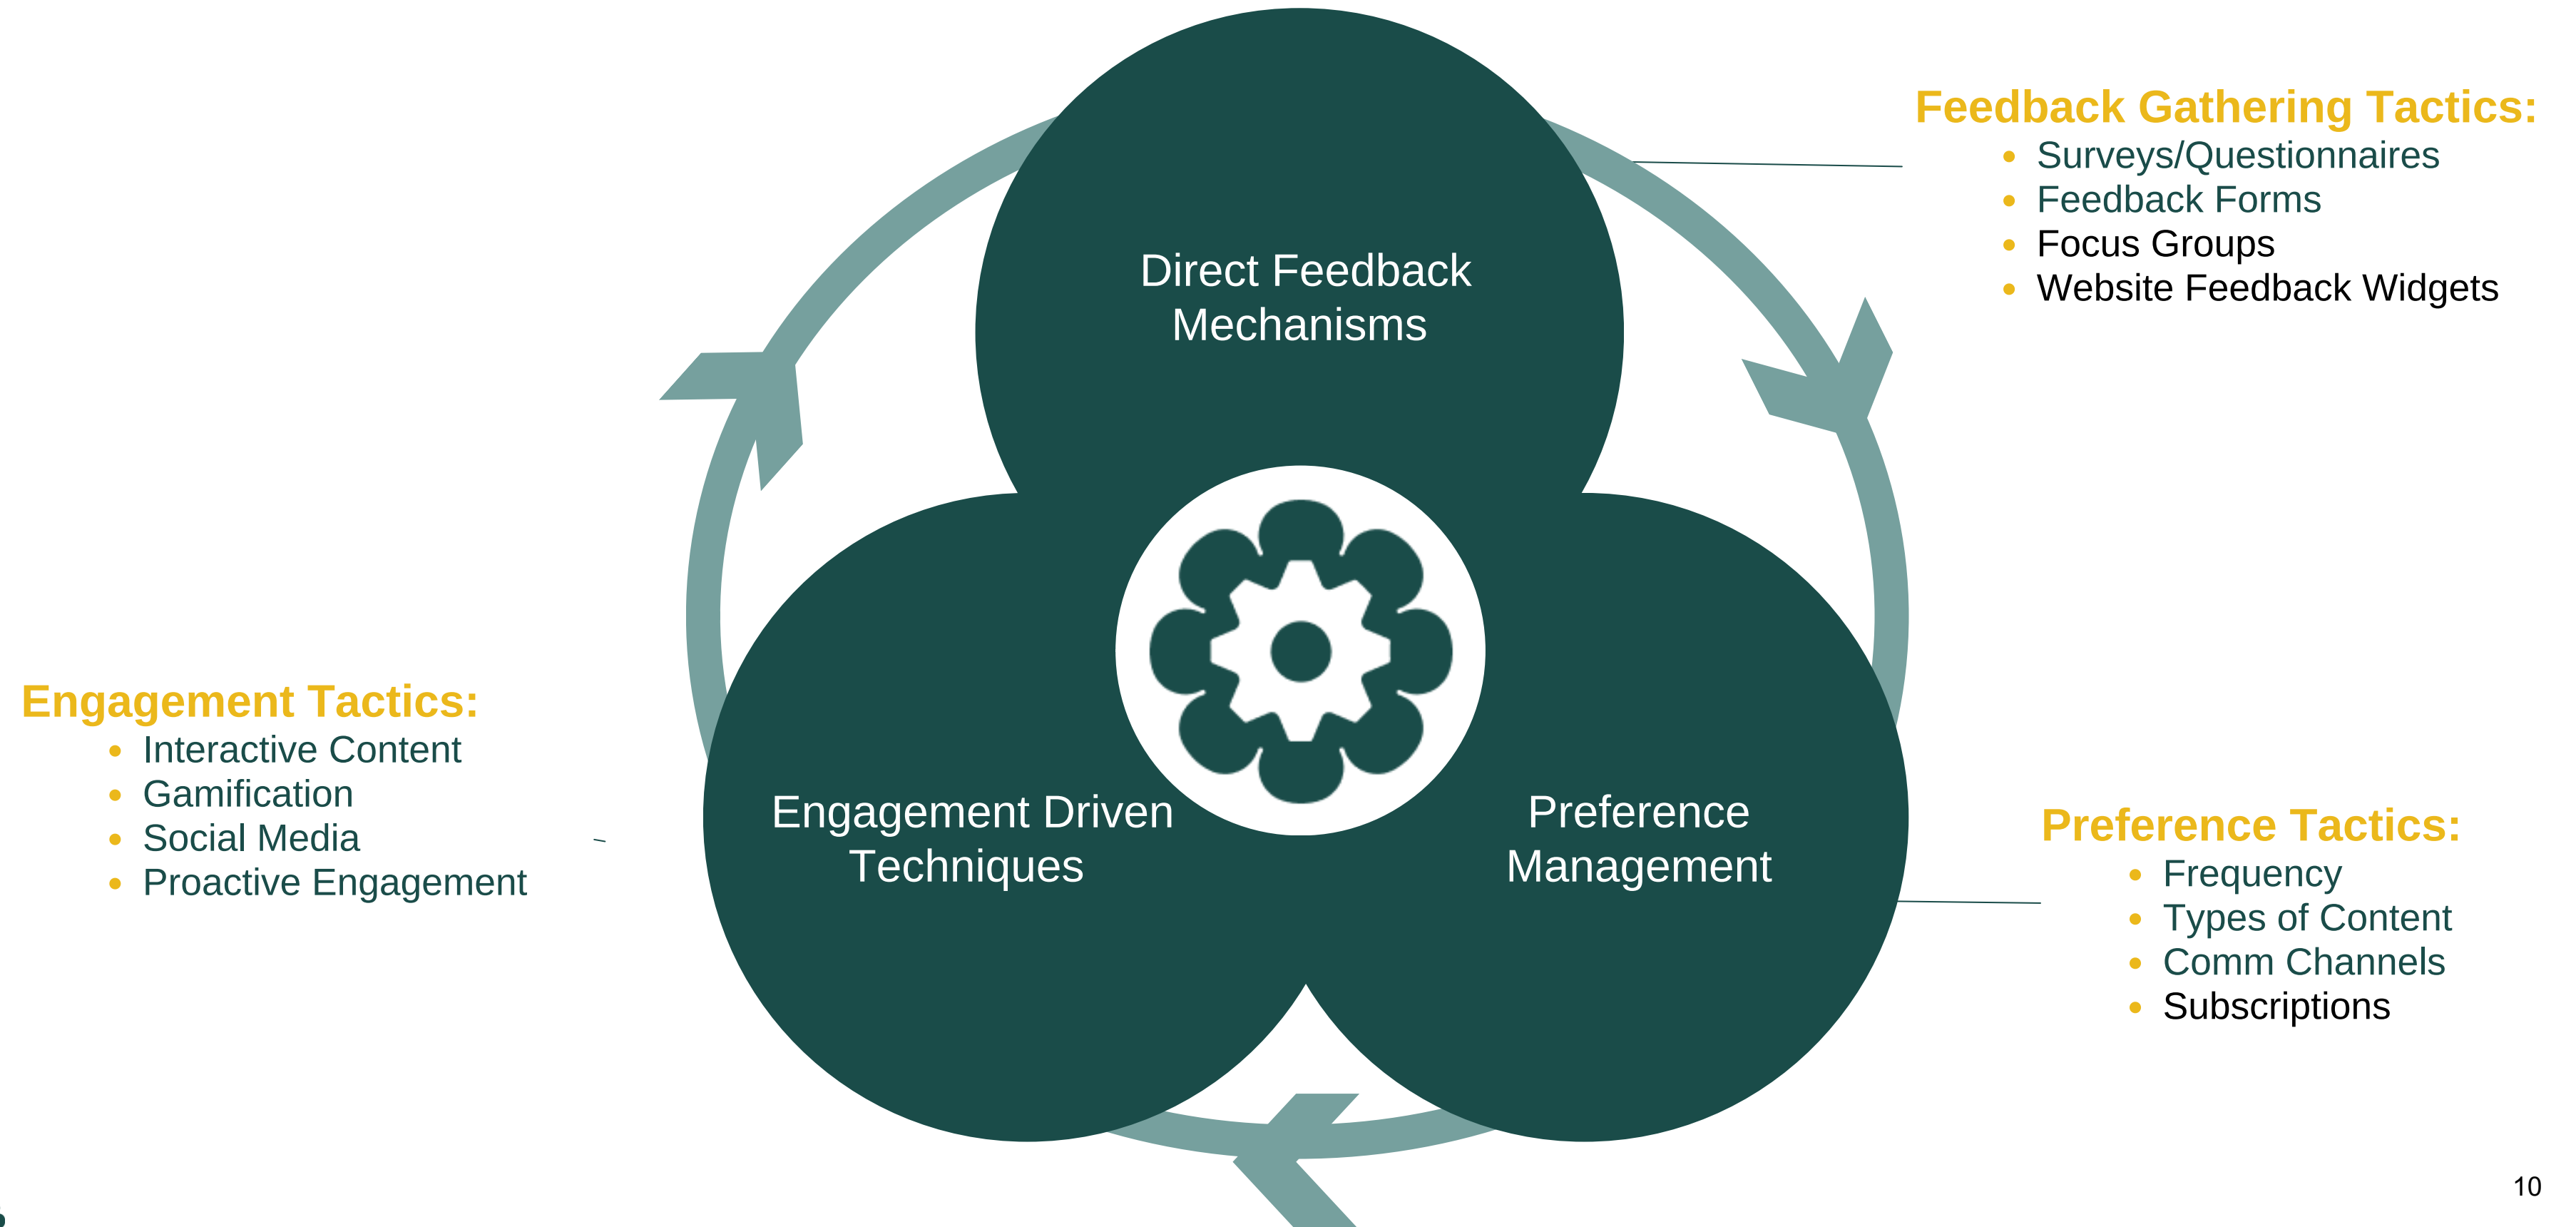 Feedback Gathering Tactics:
Surveys/Questionnaires
Feedback Forms
Focus Groups
Website Feedback Widgets
Direct Feedback
Mechanisms
Engagement Tactics:
Interactive Content
Gamification
Social Media
Proactive Engagement
Engagement Driven
Techniques
Preference
Management
Preference Tactics:
Frequency
Types of Content
Comm Channels
Subscriptions
10